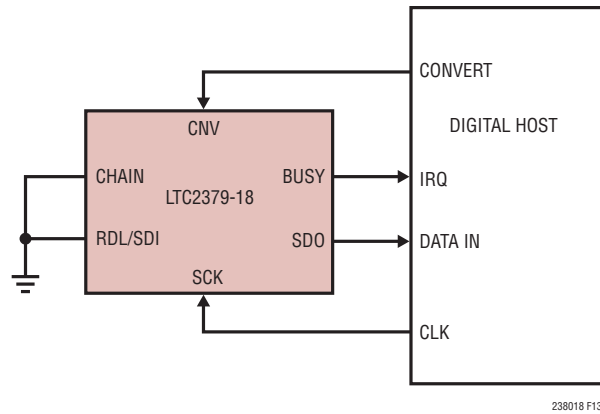 CONVERT
CNV
DIGITAL HOST
CHAIN
BUSY
IRQ
LTC2379-18
RDL/SDI
SDO
DATA IN
SCK
CLK
238018 F13